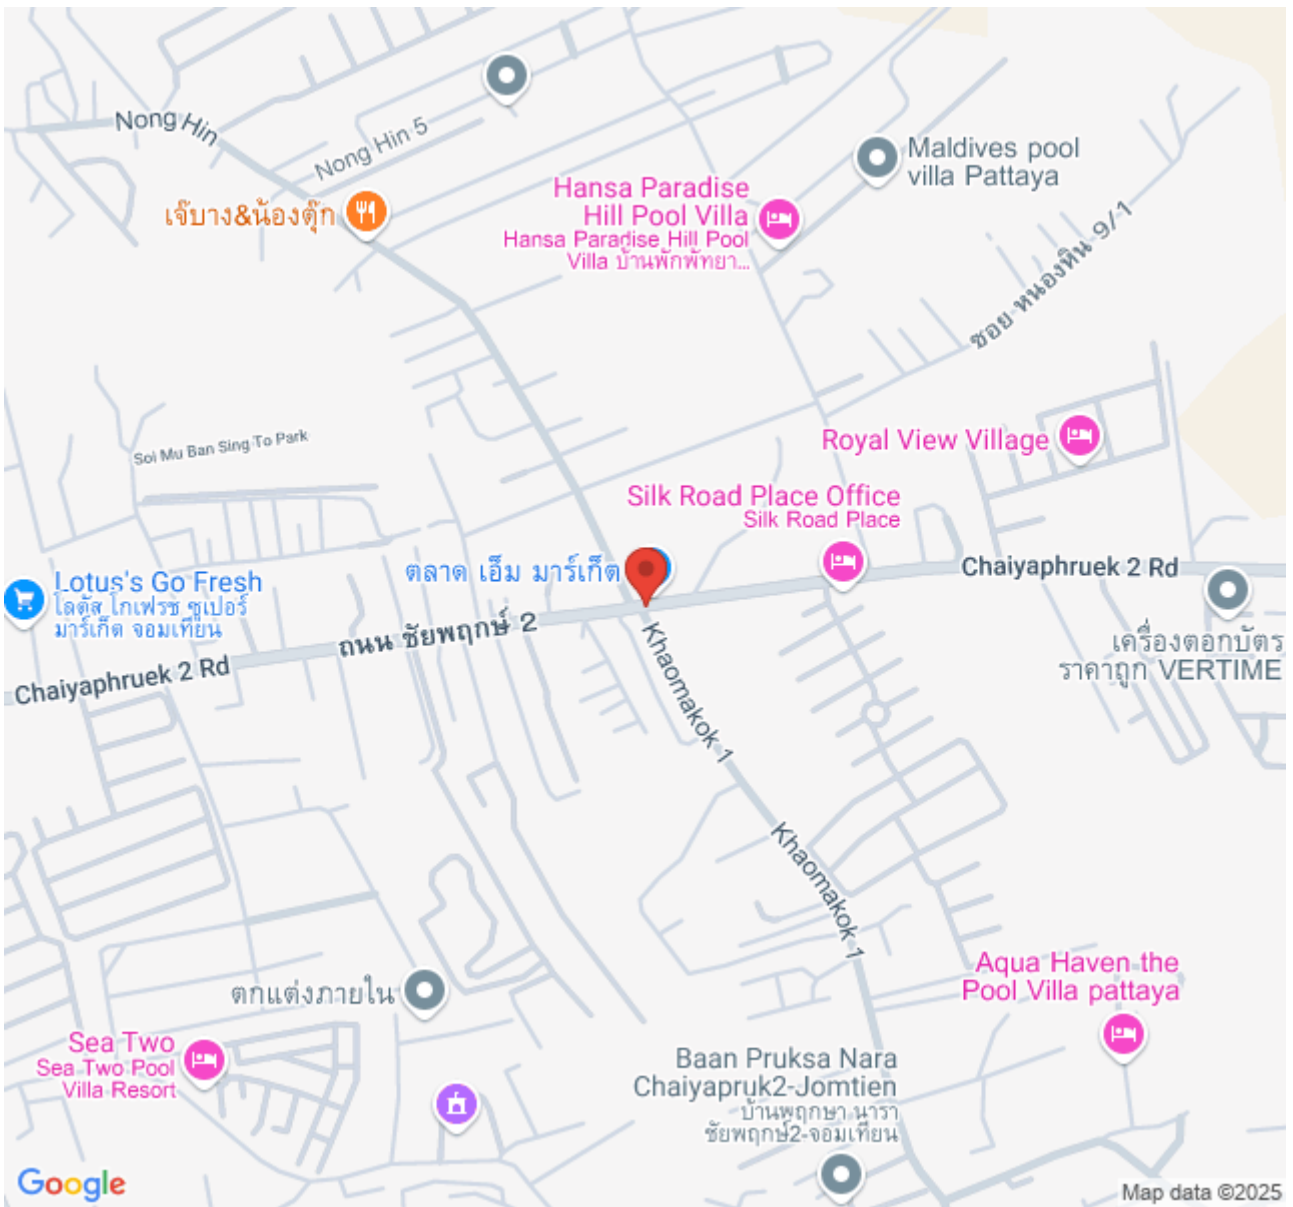 Nong Hin
Nong Hin 5
เจ๊บาง&น้องตุ๊ก
Maldives pool
villa Pattaya
Hansa Paradise
Hill Pool Villa
Hansa Paradise Hill Pool
Villa บ้านพักพัทยา...
ซอย หนองหิน 9/1
Soi Mu Ban Sing To Park
Royal View Village
Silk Road Place Office
Silk Road Place
ตลาด เอ็ม มาร์เก็ต
Chaiyaphruek 2 Rd
Lotus's Go Fresh
โลตัส โกเฟรช ซูเปอร์
มาร์เก็ต จอมเทียน
ถนน ชัยพฤกษ์ 2
Chaiyaphruek 2 Rd
เครื่องตอกบัตร
ราคาถูก VERTIME
Khaomakok 1
Khaomakok 1
Aqua Haven the
Pool Villa pattaya
ตกแต่งภายใน
Sea Two
Sea Two Pool
Villa Resort
Baan Pruksa Nara
Chaiyapruk2-Jomtien
บ้านพฤกษา นารา
ชัยพฤกษ์2-จอมเทียน
Google
Map data ©2025